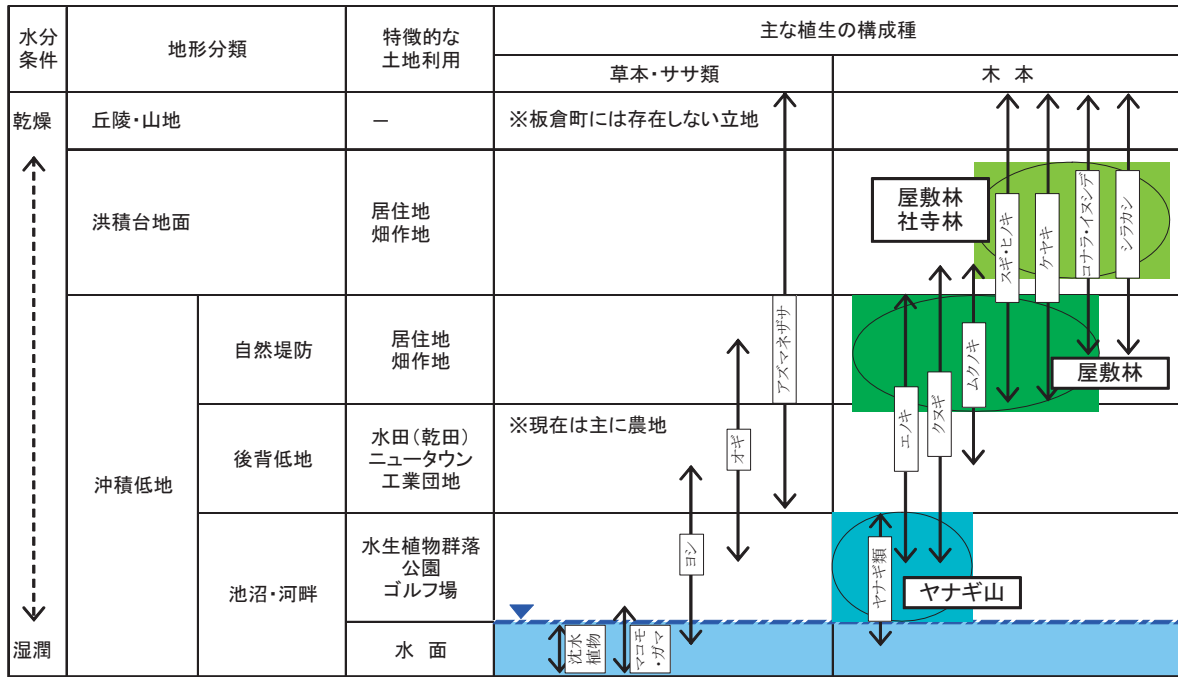 水分
条件
地形分類
特徴的な
土地利用
主な植生の構成種
草本・ササ類
木 本
乾燥
丘陵・山地
―
※板倉町には存在しない立地
洪積台地面
居住地
畑作地
屋敷林
社寺林
スギ・ヒノキ
ケヤキ
コナラ・イヌシデ
シラカシ
沖積低地
自然堤防
居住地
畑作地
アズマネザサ
ムクノキ
屋敷林
後背低地
水田（乾田）
ニュータウン
工業団地
※現在は主に農地
オギ
エノキ
クヌギ
池沼・河畔
水生植物群落
公園
ゴルフ場
ヨシ
ヤナギ類
ヤナギ山
湿潤
水 面
沈水
植物
マコモ
・ガマ